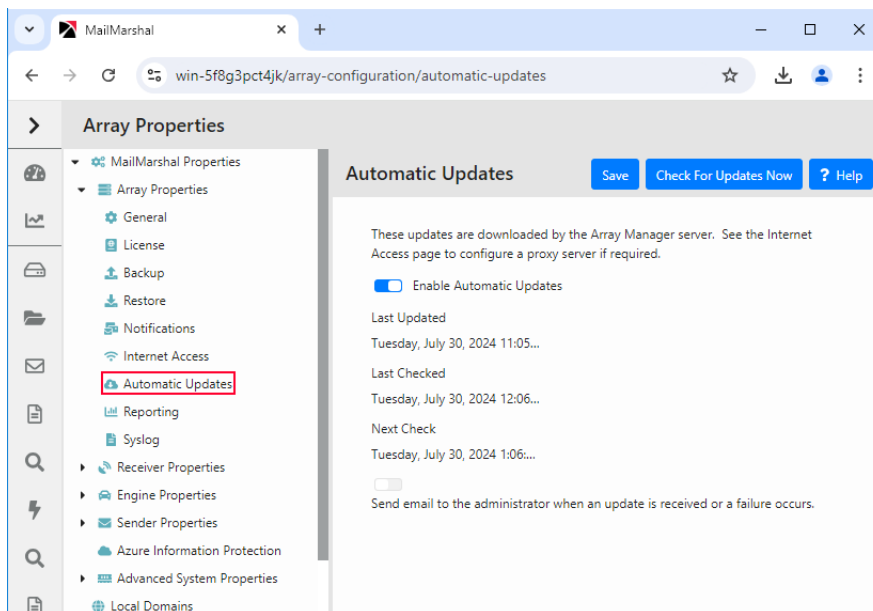 MailMarshal
win-5f8g3pct4jk/array-configuration/automatic-updates
Array Properties
MailMarshal Properties
Array Properties
General
License
Backup
Restore
Notifications
Internet Access
Automatic Updates
Reporting
Syslog
Receiver Properties
Engine Properties
Sender Properties
Azure Information Protection
Advanced System Properties
Local Domains
Automatic Updates
Save
Check For Updates Now
? Help
These updates are downloaded by the Array Manager server. See the Internet
Access page to configure a proxy server if required.
Enable Automatic Updates
Last Updated
Tuesday, July 30, 2024 11:05...
Last Checked
Tuesday, July 30, 2024 12:06...
Next Check
Tuesday, July 30, 2024 1:06:...
Send email to the administrator when an update is received or a failure occurs.